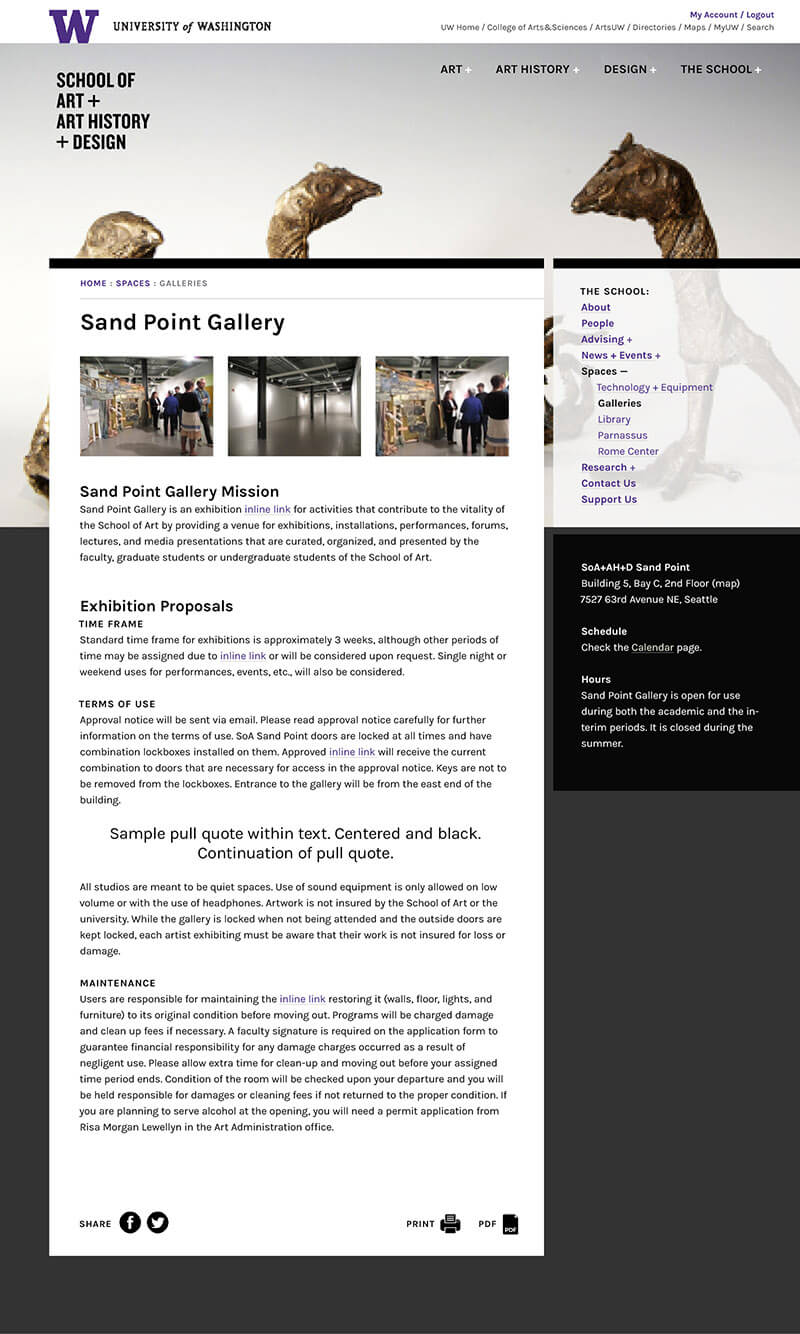 W
UNIVERSITY of WASHINGTON
My Account / Logout
UW Home / College of Arts&Sciences / ArtsUW / Directories / Maps / MyUW / Search
SCHOOL OF
ART +
ART HISTORY
+ DESIGN
ART + ART HISTORY + DESIGN + THE SCHOOL +
HOME : SPACES : GALLERIES
Sand Point Gallery
Sand Point Gallery Mission
Sand Point Gallery is an exhibition inline link for activities that contribute to the vitality of
the School of Art by providing a venue for exhibitions, installations, performances, forums,
lectures, and media presentations that are curated, organized, and presented by the
faculty, graduate students or undergraduate students of the School of Art.
Exhibition Proposals
TIME FRAME
Standard time frame for exhibitions is approximately 3 weeks, although other periods of
time may be assigned due to inline link or will be considered upon request. Single night or
weekend uses for performances, events, etc., will also be considered.
TERMS OF USE
Approval notice will be sent via email. Please read approval notice carefully for further
information on the terms of use. SoA Sand Point doors are locked at all times and have
combination lockboxes installed on them. Approved inline link will receive the current
combination to doors that are necessary for access in the approval notice. Keys are not to
be removed from the lockboxes. Entrance to the gallery will be from the east end of the
building.
Sample pull quote within text. Centered and black.
Continuation of pull quote.
All studios are meant to be quiet spaces. Use of sound equipment is only allowed on low
volume or with the use of headphones. Artwork is not insured by the School of Art or the
university. While the gallery is locked when not being attended and the outside doors are
kept locked, each artist exhibiting must be aware that their work is not insured for loss or
damage.
MAINTENANCE
Users are responsible for maintaining the inline link restoring it (walls, floor, lights, and
furniture) to its original condition before moving out. Programs will be charged damage
and clean up fees if necessary. A faculty signature is required on the application form to
guarantee financial responsibility for any damage charges occurred as a result of
negligent use. Please allow extra time for clean-up and moving out before your assigned
time period ends. Condition of the room will be checked upon your departure and you will
be held responsible for damages or cleaning fees if not returned to the proper condition. If
you are planning to serve alcohol at the opening, you will need a permit application from
Risa Morgan Lewellyn in the Art Administration office.
SHARE f
PRINT PDF PDF
THE SCHOOL:
About
People
Advising +
News + Events +
Spaces —
Technology + Equipment
Galleries
Library
Parnassus
Rome Center
Research +
Contact Us
Support Us
SoA+AH+D Sand Point
Building 5, Bay C, 2nd Floor (map)
7527 63rd Avenue NE, Seattle
Schedule
Check the Calendar page.
Hours
Sand Point Gallery is open for use
during both the academic and the in-
terim periods. It is closed during the
summer.